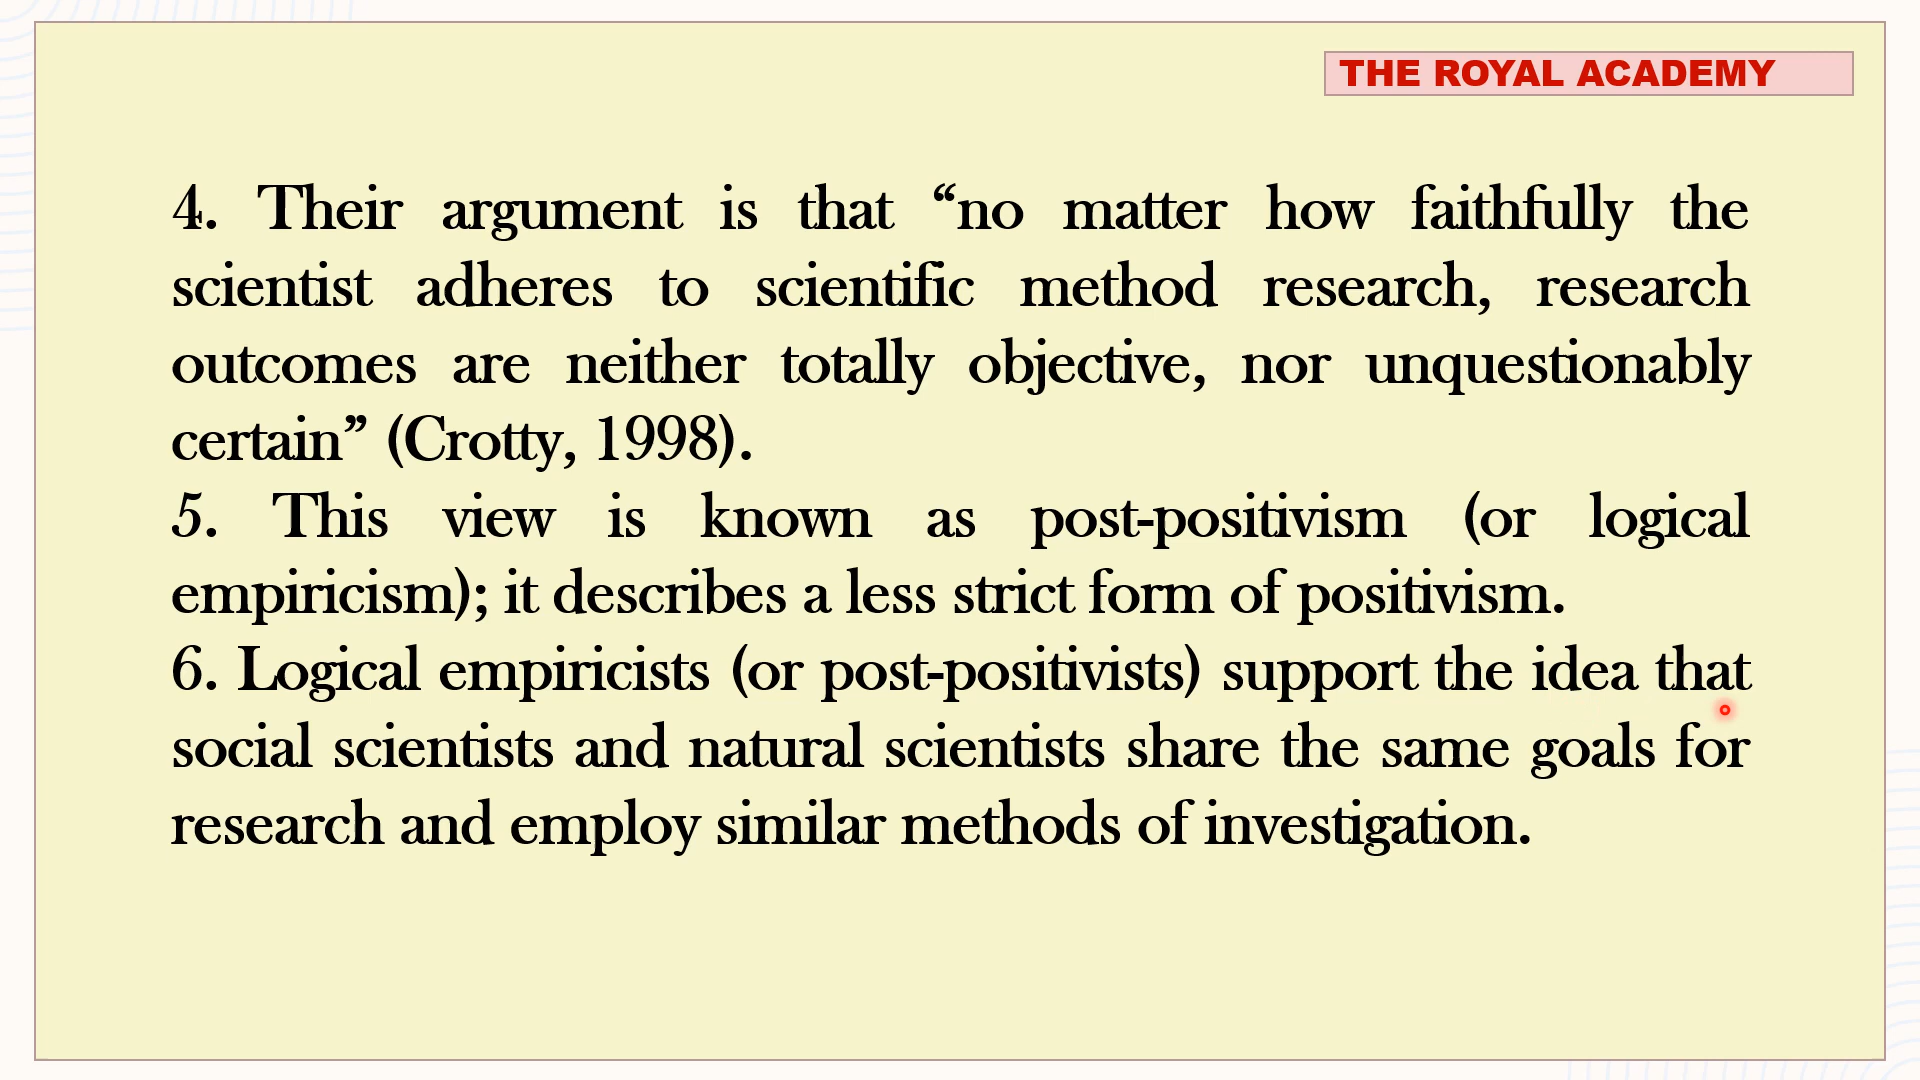 THE ROYAL ACADEMY
4. Their argument is that “no matter how faithfully the
scientist adheres to scientific method research, research
outcomes are neither totally objective, nor unquestionably
certain” (Crotty, 1998).
5. This view is known as post-positivism (or logical
empiricism); it describes a less strict form of positivism.
6. Logical empiricists (or post-positivists) support the idea that
social scientists and natural scientists share the same goals for
research and employ similar methods of investigation.